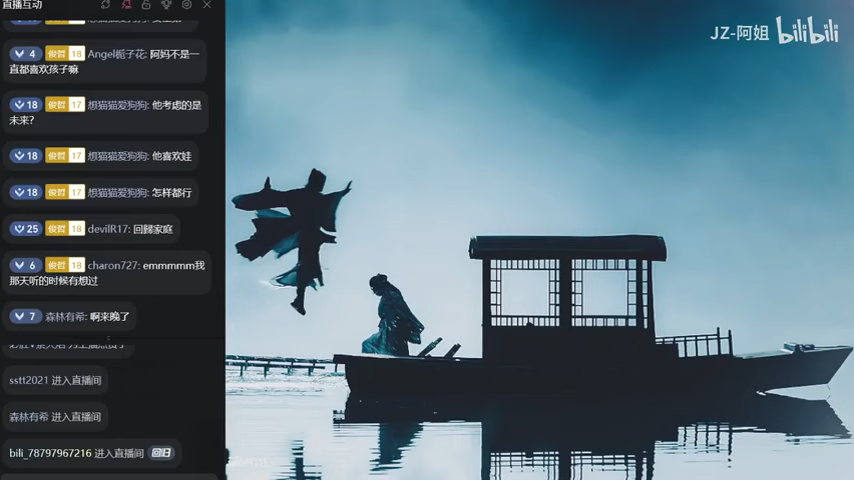 直播互动
JZ-阿姐 bilibili
4 俊哲 18 Angel栀子花: 阿妈不是一
直都喜欢孩子嘛
18 俊哲 17 想猫猫爱狗狗: 他考虑的是
未来?
18 俊哲 17 想猫猫爱狗狗: 他喜欢娃
18 俊哲 17 想猫猫爱狗狗: 怎样都行
25 俊哲 18 devilR17: 回歸家庭
6 俊哲 18 charon727: emmmmm我
那天听的时候有想过
7 森林有希: 啊来晚了
sstt2021 进入直播间
森林有希 进入直播间
bili_78797967216 进入直播间 回归